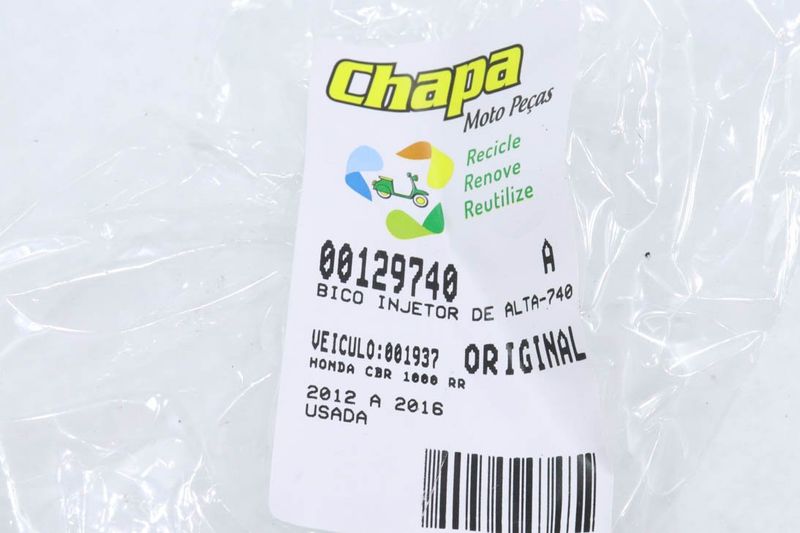 Chapa
Moto Peças
Recicle
Renove
Reutilize
00129740 A
BICO INJETOR DE ALTA-740
VEICULO:001937 ORIGINAL
HONDA CBR 1000 RR
2012 A 2016
USADA